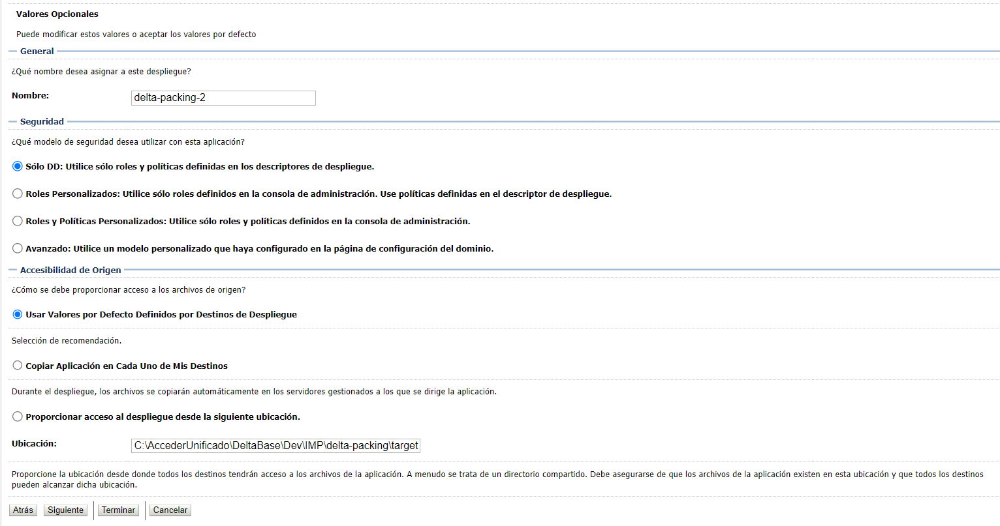 Valores Opcionales
Puede modificar estos valores o aceptar los valores por defecto
General
¿Qué nombre desea asignar a este despliegue?
Nombre: delta-packing-2
Seguridad
¿Qué modelo de seguridad desea utilizar con esta aplicación?
Sólo DD: Utilice sólo roles y políticas definidas en los descriptores de despliegue.
Roles Personalizados: Utilice sólo roles definidos en la consola de administración. Use políticas definidas en el descriptor de despliegue.
Roles y Políticas Personalizados: Utilice sólo roles y políticas definidos en la consola de administración.
Avanzado: Utilice un modelo personalizado que haya configurado en la página de configuración del dominio.
Accesibilidad de Origen
¿Cómo se debe proporcionar acceso a los archivos de origen?
Usar Valores por Defecto Definidos por Destinos de Despliegue
Selección de recomendación.
Copiar Aplicación en Cada Uno de Mis Destinos
Durante el despliegue, los archivos se copiarán automáticamente en los servidores gestionados a los que se dirige la aplicación.
Proporcionar acceso al despliegue desde la siguiente ubicación.
Ubicación: C:\AccederUnificado\DeltaBase\Dev\IMP\delta-packing\target
Proporcione la ubicación desde donde todos los destinos tendrán acceso a los archivos de la aplicación. A menudo se trata de un directorio compartido. Debe asegurarse de que los archivos de la aplicación existen en esta ubicación y que todos los destinos
pueden alcanzar dicha ubicación.
Atrás Siguiente Terminar Cancelar